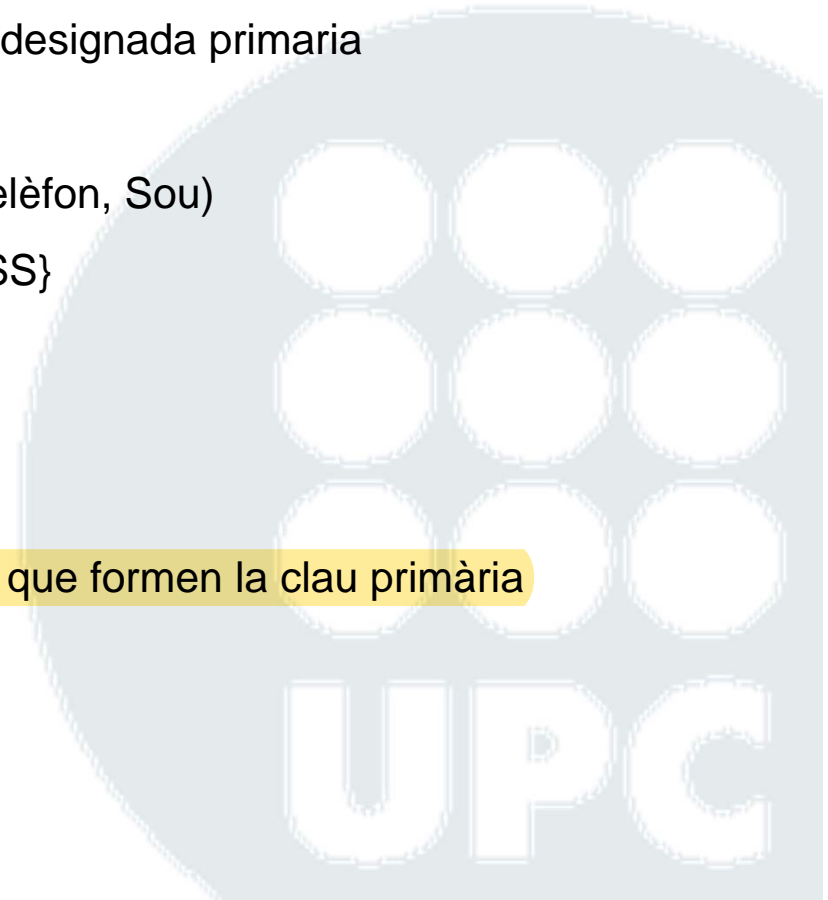 designada primaria
elèfon, Sou)
SS}
que formen la clau primària
UPC